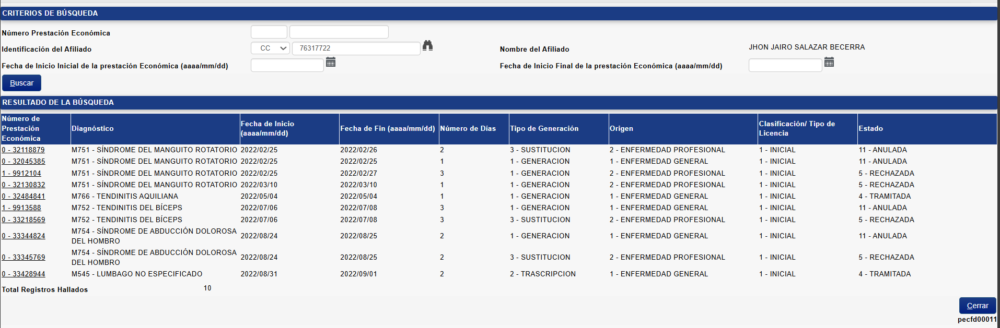 CRITERIOS DE BÚSQUEDA
Número Prestación Económica
Identificación del Afiliado CC 76317722 Nombre del Afiliado JHON JAIRO SALAZAR BECERRA
Fecha de Inicio Inicial de la prestación Económica (aaaa/mm/dd) Fecha de Inicio Final de la prestación Económica (aaaa/mm/dd)
Buscar
RESULTADO DE LA BÚSQUEDA
Número de Prestación Económica Diagnóstico Fecha de Inicio (aaaa/mm/dd) Fecha de Fin (aaaa/mm/dd) Número de Días Tipo de Generación Origen Clasificación/ Tipo de Licencia Estado
0 - 32118879 M751 - SÍNDROME DEL MANGUITO ROTATORIO 2022/02/25 2022/02/26 2 3 - SUSTITUCION 2 - ENFERMEDAD PROFESIONAL 1 - INICIAL 11 - ANULADA
0 - 32045385 M751 - SÍNDROME DEL MANGUITO ROTATORIO 2022/02/25 2022/02/25 1 1 - GENERACION 1 - ENFERMEDAD GENERAL 1 - INICIAL 11 - ANULADA
1 - 9912104 M751 - SÍNDROME DEL MANGUITO ROTATORIO 2022/02/25 2022/02/27 3 1 - GENERACION 2 - ENFERMEDAD PROFESIONAL 1 - INICIAL 5 - RECHAZADA
0 - 32130832 M751 - SÍNDROME DEL MANGUITO ROTATORIO 2022/03/10 2022/03/10 1 1 - GENERACION 2 - ENFERMEDAD PROFESIONAL 1 - INICIAL 5 - RECHAZADA
0 - 32484841 M766 - TENDINITIS AQUILIANA 2022/05/04 2022/05/04 1 1 - GENERACION 1 - ENFERMEDAD GENERAL 1 - INICIAL 4 - TRAMITADA
1 - 9913588 M752 - TENDINITIS DEL BÍCEPS 2022/07/06 2022/07/08 3 1 - GENERACION 1 - ENFERMEDAD GENERAL 1 - INICIAL 11 - ANULADA
0 - 33218569 M752 - TENDINITIS DEL BÍCEPS 2022/07/06 2022/07/08 3 3 - SUSTITUCION 2 - ENFERMEDAD PROFESIONAL 1 - INICIAL 5 - RECHAZADA
0 - 33344824 M754 - SÍNDROME DE ABDUCCIÓN DOLOROSA DEL HOMBRO 2022/08/24 2022/08/25 2 1 - GENERACION 1 - ENFERMEDAD GENERAL 1 - INICIAL 11 - ANULADA
0 - 33345769 M754 - SÍNDROME DE ABDUCCIÓN DOLOROSA DEL HOMBRO 2022/08/24 2022/08/25 2 3 - SUSTITUCION 2 - ENFERMEDAD PROFESIONAL 1 - INICIAL 5 - RECHAZADA
0 - 33428944 M545 - LUMBAGO NO ESPECIFICADO 2022/08/31 2022/09/01 2 2 - TRASCRIPCION 1 - ENFERMEDAD GENERAL 1 - INICIAL 4 - TRAMITADA
Total Registros Hallados 10
Cerrar
pecfd00011